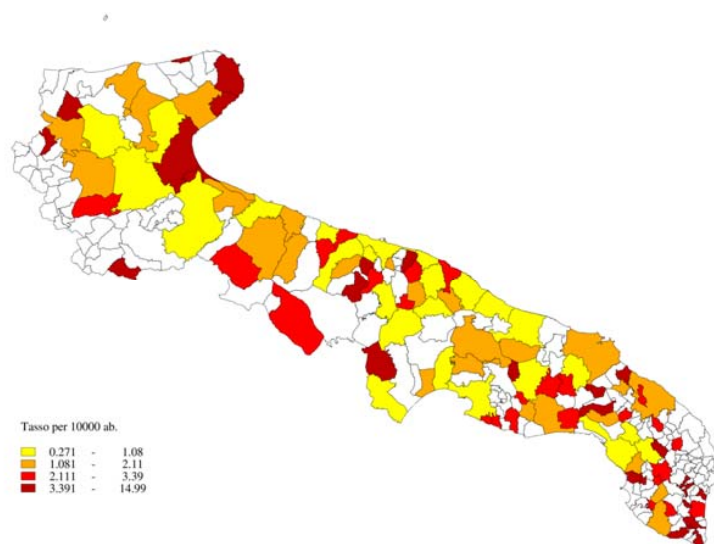 Tasso per 10000 ab.
0.271 - 1.08
1.081 - 2.11
2.111 - 3.39
3.391 - 14.99